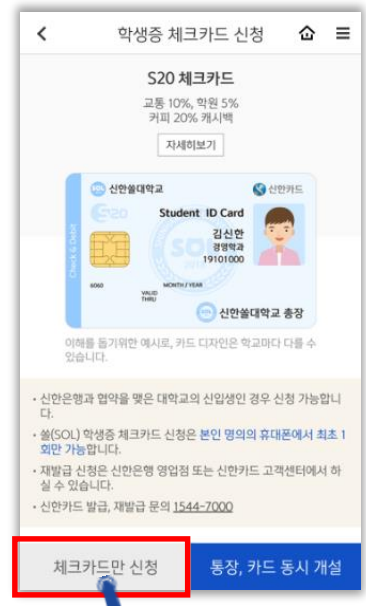 학생증 체크카드 신청
S20 체크카드
교통 10%, 학원 5%
커피 20% 캐시백
자세히보기
SOL 신한쏠대학교
신한카드
S20
Student ID Card
김신한
경영학과
19101000
Check & Debit
6060
MONTH / YEAR
VALID
THRU
신한쏠대학교 총장
이해를 돕기위한 예시로, 카드 디자인은 학교마다 다를 수
있습니다.
• 신한은행과 협약을 맺은 대학교의 신입생인 경우 신청 가능합니
다.
• 쏠(SOL) 학생증 체크카드 신청은 본인 명의의 휴대폰에서 최초 1
회만 가능합니다.
• 재발급 신청은 신한은행 영업점 또는 신한카드 고객센터에서 하
실 수 있습니다.
• 신한카드 발급, 재발급 문의 1544-7000
체크카드만 신청
통장, 카드 동시 개설